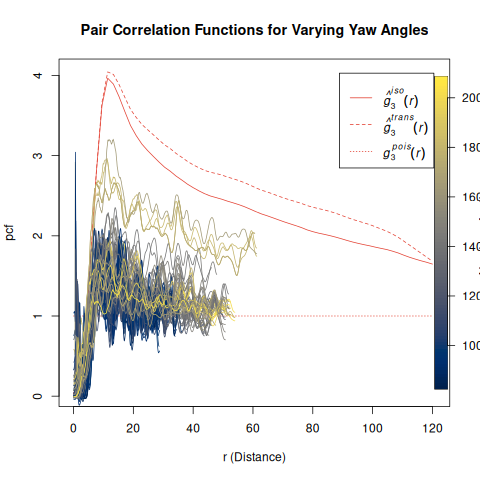 Pair Correlation Functions for Varying Yaw Angles
pcf
4
3
2
1
0
0 20 40 60 80 100 120
r (Distance)
ĝ₃ⁱˢᵒ(r)
ĝ₃ᵗʳᵃⁿˢ(r)
g₃ᵖᵒⁱˢ(r)
200
180
160
140
120
100